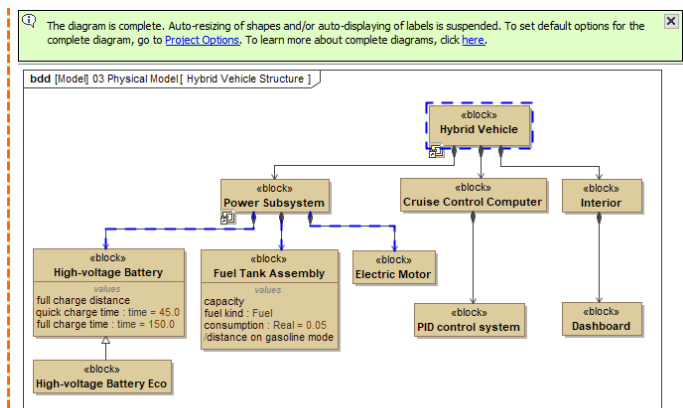 The diagram is complete. Auto-resizing of shapes and/or auto-displaying of labels is suspended. To set default options for the
complete diagram, go to Project Options. To learn more about complete diagrams, click here.
bdd [Model] 03 Physical Model[ Hybrid Vehicle Structure ]
«block»
Hybrid Vehicle
«block»
Power Subsystem
«block»
Cruise Control Computer
«block»
Interior
«block»
High-voltage Battery
values
full charge distance
quick charge time : time = 45.0
full charge time : time = 150.0
«block»
Fuel Tank Assembly
values
capacity
fuel kind : Fuel
consumption : Real = 0.05
/distance on gasoline mode
«block»
Electric Motor
«block»
PID control system
«block»
Dashboard
«block»
High-voltage Battery Eco